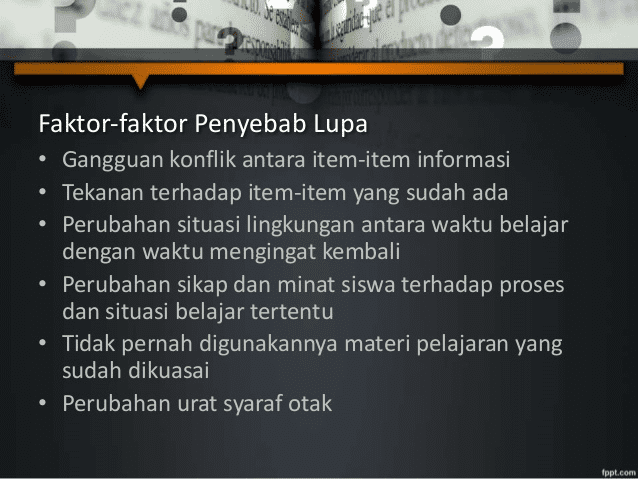 Faktor-faktor Penyebab Lupa
• Gangguan konflik antara item-item informasi
• Tekanan terhadap item-item yang sudah ada
• Perubahan situasi lingkungan antara waktu belajar
dengan waktu mengingat kembali
• Perubahan sikap dan minat siswa terhadap proses
dan situasi belajar tertentu
• Tidak pernah digunakannya materi pelajaran yang
sudah dikuasai
• Perubahan urat syaraf otak
fppt.com